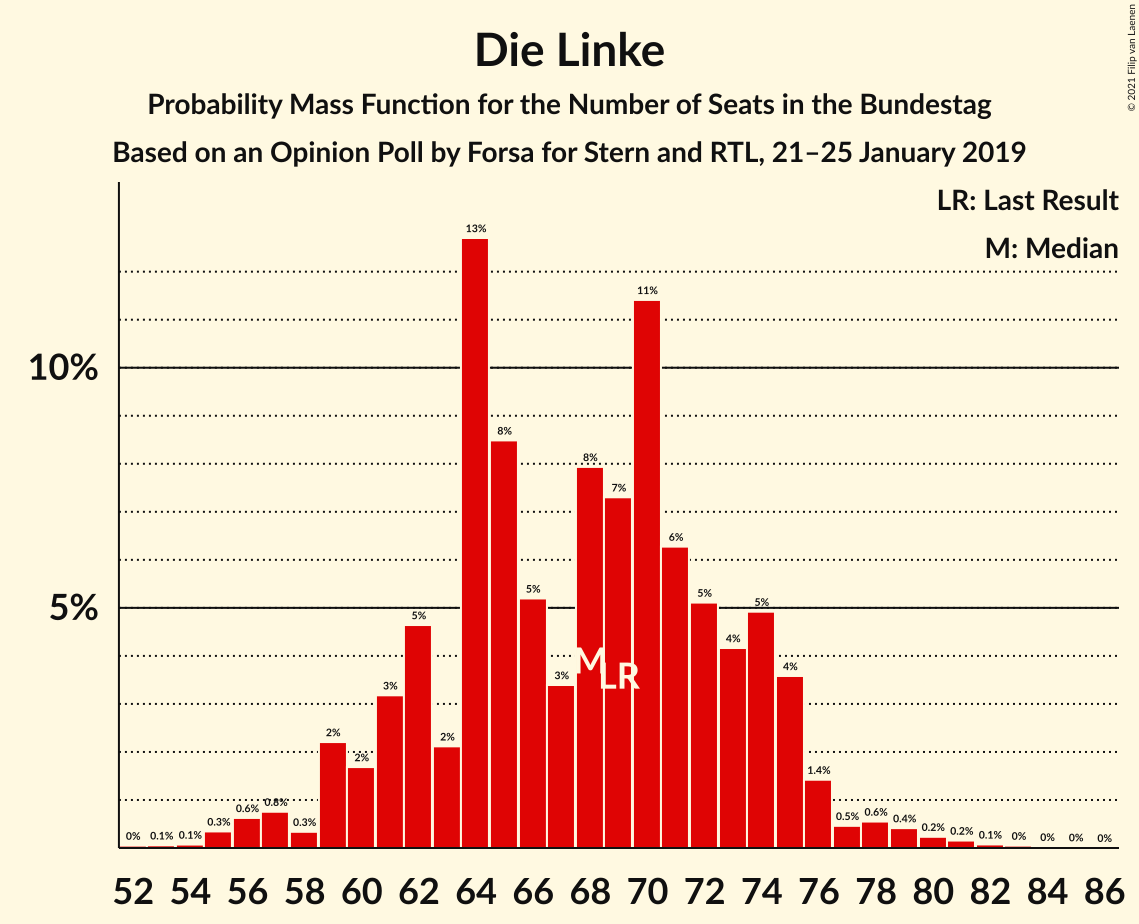 Die Linke
Probability Mass Function for the Number of Seats in the Bundestag
Based on an Opinion Poll by Forsa for Stern and RTL, 21–25 January 2019
© 2021 Filip van Laenen
LR: Last Result
M: Median
10%
5%
0% 0.1% 0.1% 0.3% 0.6% 0.8% 0.3% 2% 2% 3% 5% 2% 13% 8% 5% 3% 8% 7% 11% 6% 5% 4% 5% 4% 1.4% 0.5% 0.6% 0.4% 0.2% 0.2% 0.1% 0% 0% 0% 0%
M
LR
52 54 56 58 60 62 64 66 68 70 72 74 76 78 80 82 84 86